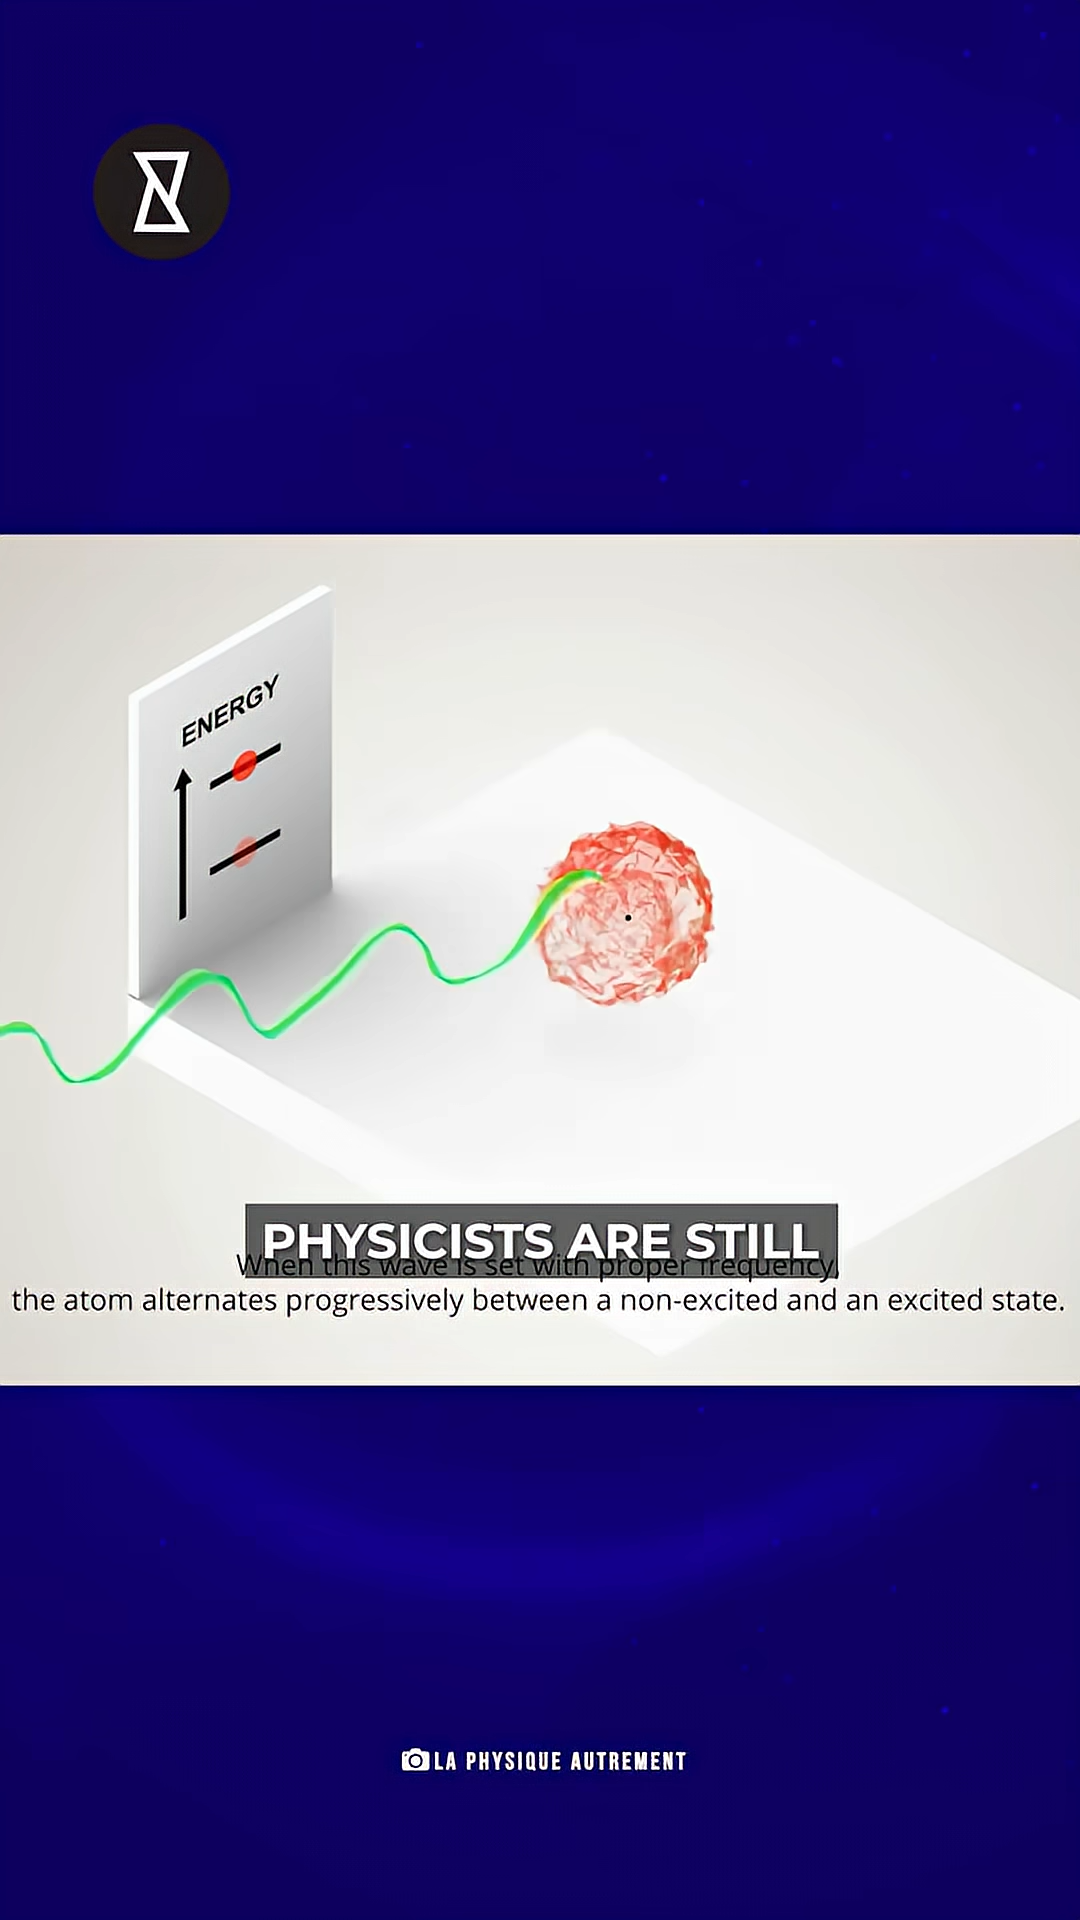 ENERGY
PHYSICISTS ARE STILL
When this wave is set with proper frequency,
the atom alternates progressively between a non-excited and an excited state.
LA PHYSIQUE AUTREMENT